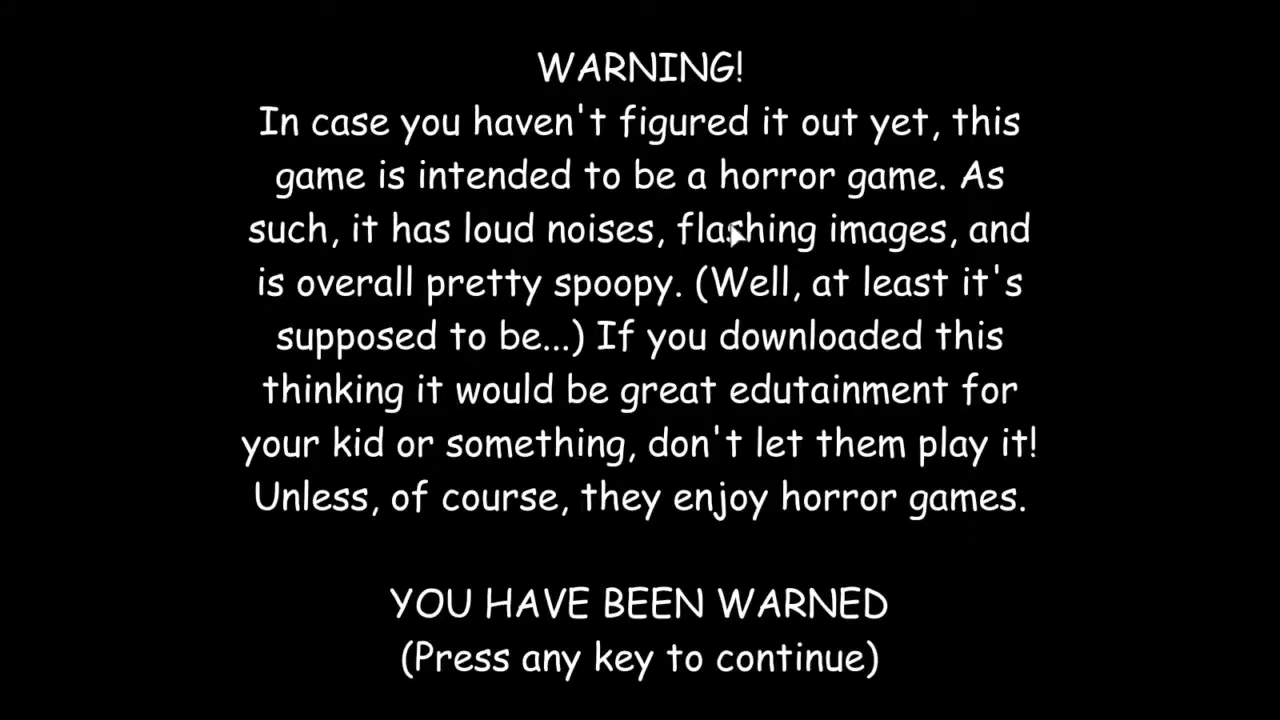 WARNING!
In case you haven't figured it out yet, this
game is intended to be a horror game. As
such, it has loud noises, flashing images, and
is overall pretty spoopy. (Well, at least it's
supposed to be...) If you downloaded this
thinking it would be great edutainment for
your kid or something, don't let them play it!
Unless, of course, they enjoy horror games.
YOU HAVE BEEN WARNED
(Press any key to continue)